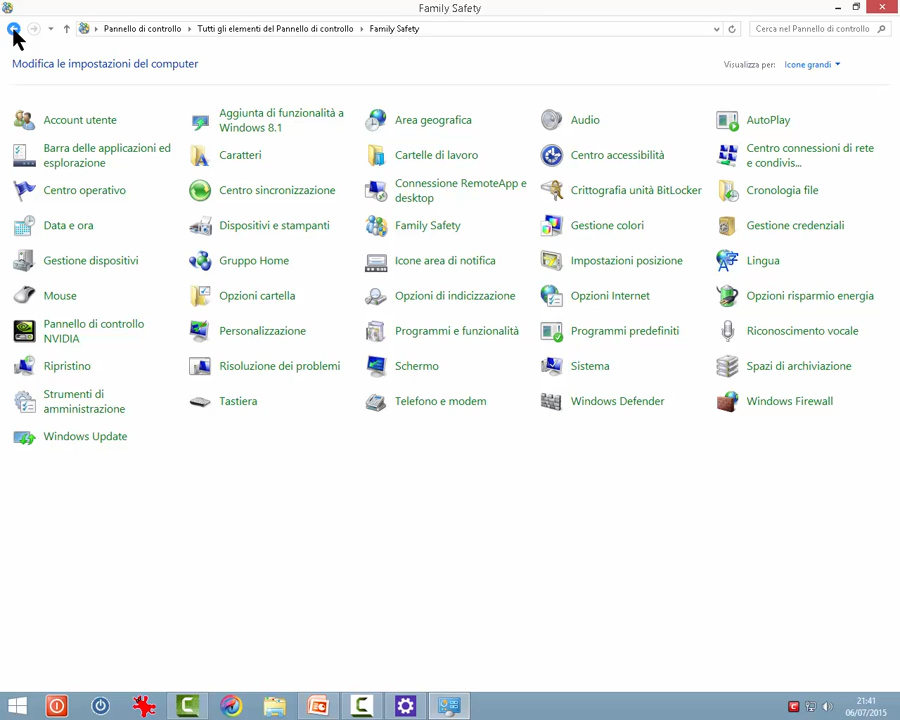 Family Safety
Pannello di controllo Tutti gli elementi del Pannello di controllo Family Safety
Cerca nel Pannello di controllo
Modifica le impostazioni del computer
Visualizza per: Icone grandi
Account utente
Aggiunta di funzionalità a
Windows 8.1
Area geografica
Audio
AutoPlay
Barra delle applicazioni ed
esplorazione
Caratteri
Cartelle di lavoro
Centro accessibilità
Centro connessioni di rete
e condivis...
Centro operativo
Centro sincronizzazione
Connessione RemoteApp e
desktop
Crittografia unità BitLocker
Cronologia file
Data e ora
Dispositivi e stampanti
Family Safety
Gestione colori
Gestione credenziali
Gestione dispositivi
Gruppo Home
Icone area di notifica
Impostazioni posizione
Lingua
Mouse
Opzioni cartella
Opzioni di indicizzazione
Opzioni Internet
Opzioni risparmio energia
Pannello di controllo
NVIDIA
Personalizzazione
Programmi e funzionalità
Programmi predefiniti
Riconoscimento vocale
Ripristino
Risoluzione dei problemi
Schermo
Sistema
Spazi di archiviazione
Strumenti di
amministrazione
Tastiera
Telefono e modem
Windows Defender
Windows Firewall
Windows Update
21:41
06/07/2015